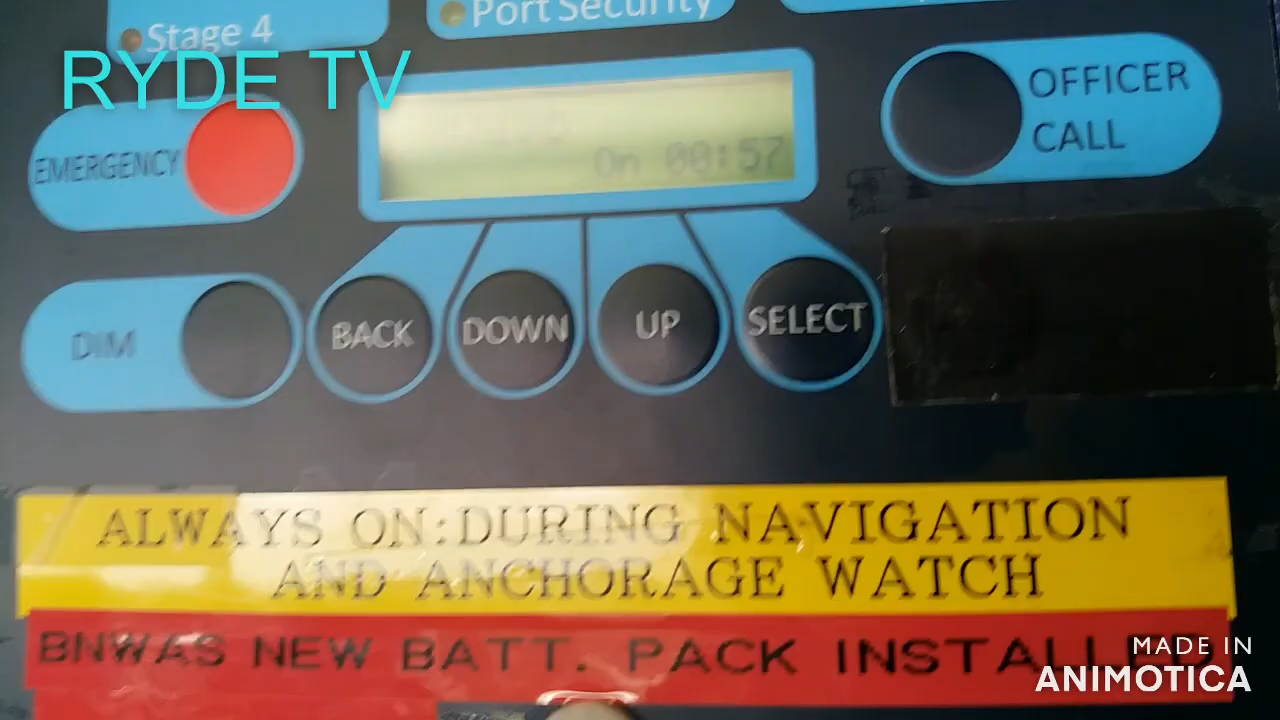 Stage 4
Port Security
RYDE TV
EMERGENCY
On 00:57
OFFICER
CALL
DIM
BACK
DOWN
UP
SELECT
ALWAYS ON:DURING NAVIGATION
AND ANCHORAGE WATCH
BNWAS NEW BATT. PACK INSTALLED
MADE IN
ANIMOTICA